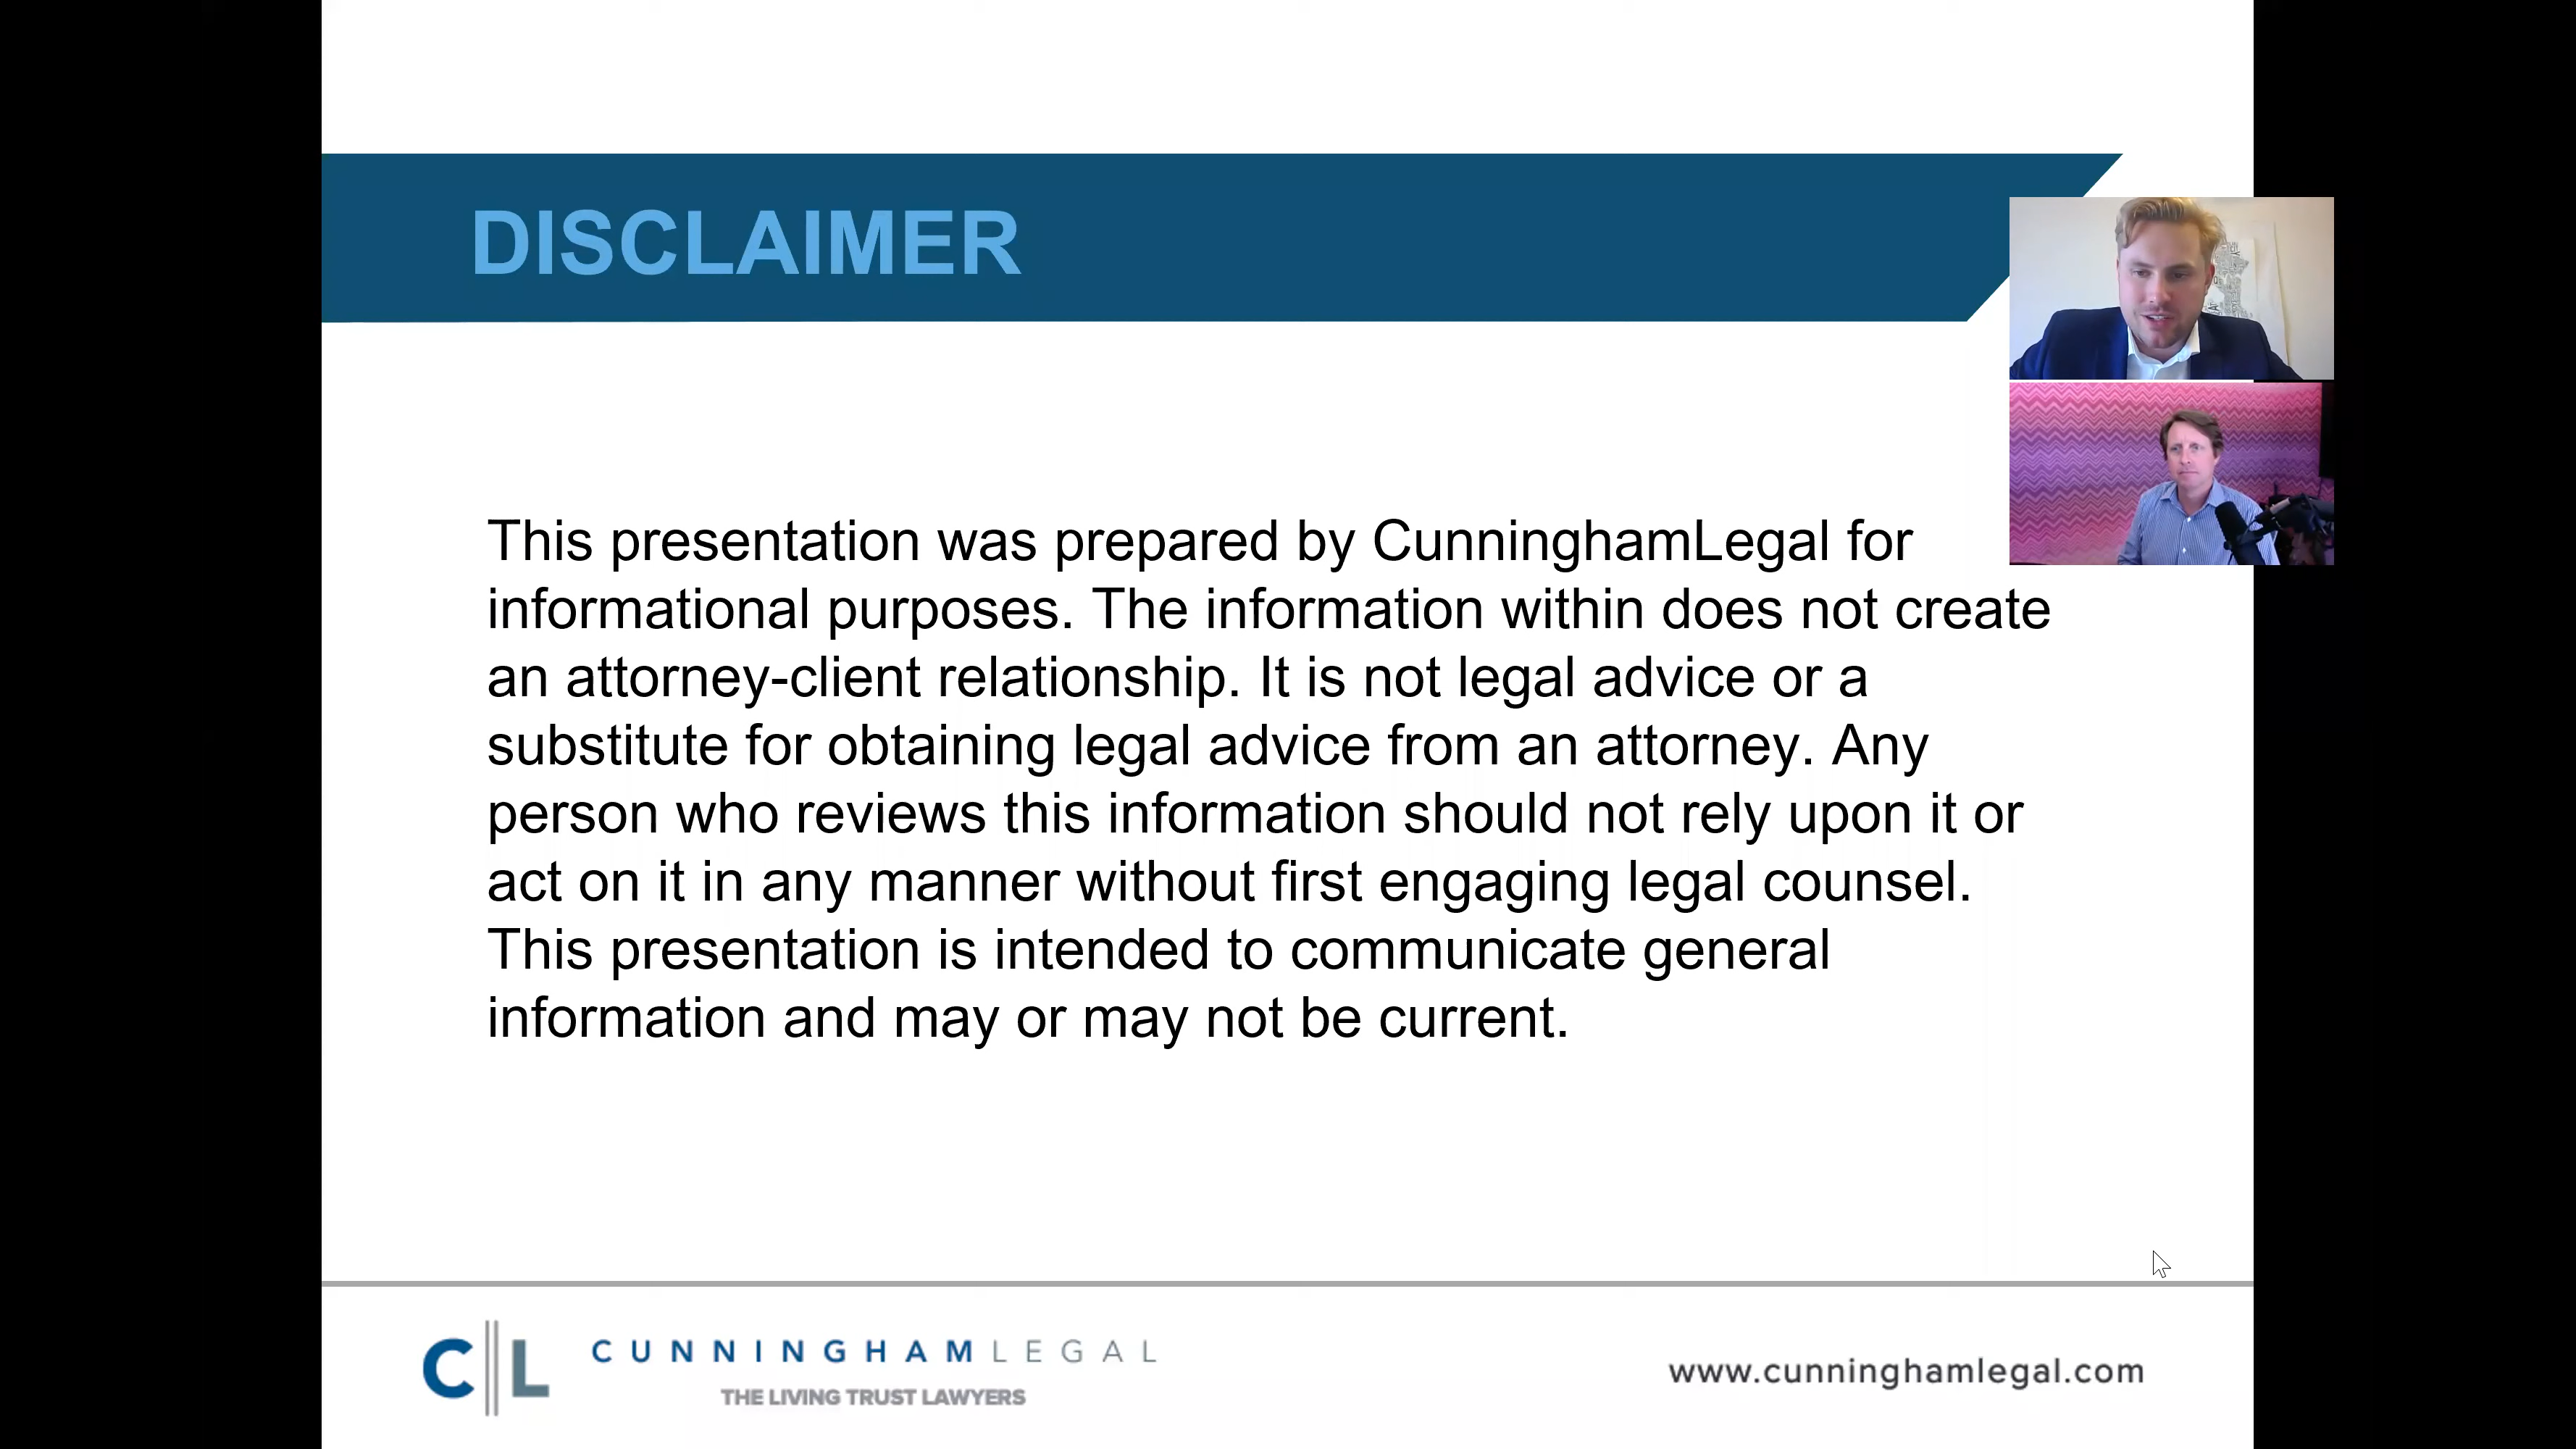 DISCLAIMER
This presentation was prepared by CunninghamLegal for
informational purposes. The information within does not create
an attorney-client relationship. It is not legal advice or a
substitute for obtaining legal advice from an attorney. Any
person who reviews this information should not rely upon it or
act on it in any manner without first engaging legal counsel.
This presentation is intended to communicate general
information and may or may not be current.
C L
CUNNINGHAMLEGAL
THE LIVING TRUST LAWYERS
www.cunninghamlegal.com